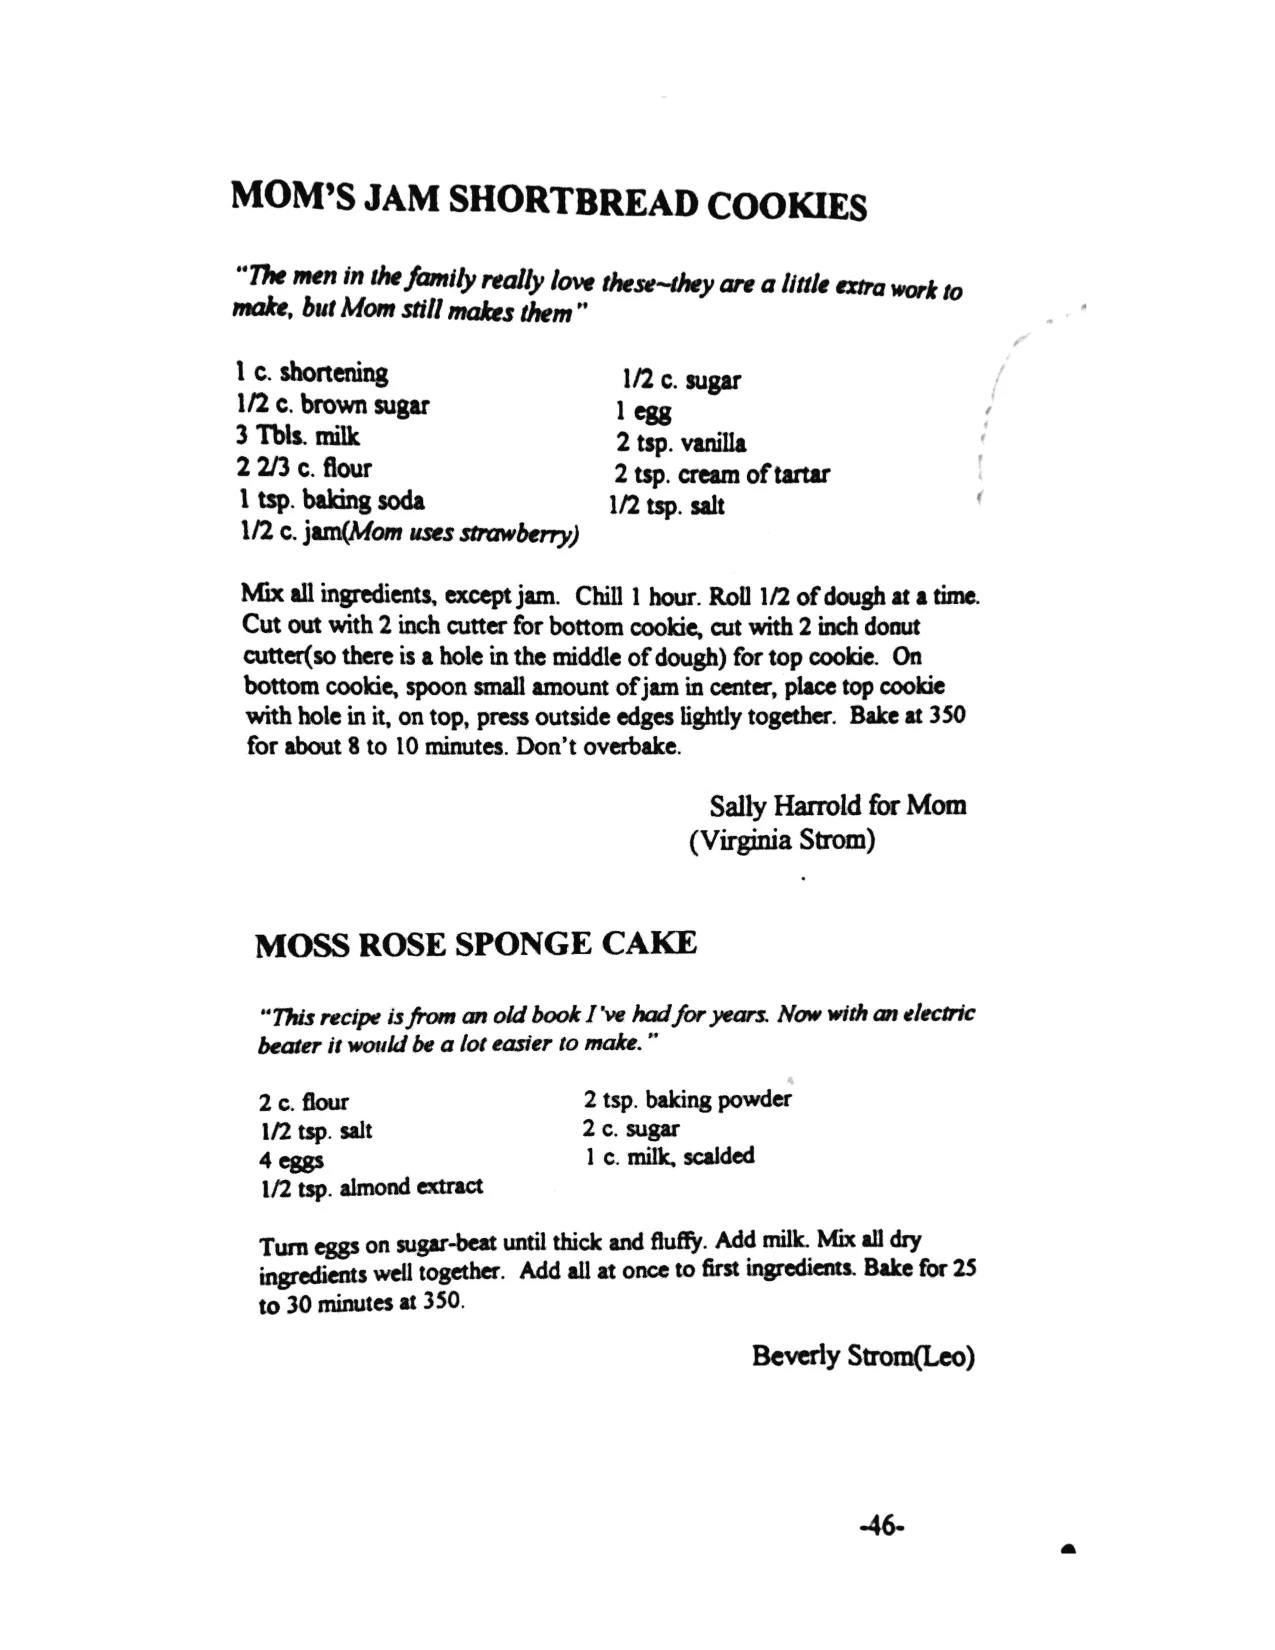 MOM'S JAM SHORTBREAD COOKIES
"The men in the family really love these--they are a little extra work to
make, but Mom still makes them"
1 c. shortening 1/2 c. sugar
1/2 c. brown sugar 1 egg
3 Tbls. milk 2 tsp. vanilla
2 2/3 c. flour 2 tsp. cream of tartar
1 tsp. baking soda 1/2 tsp. salt
1/2 c. jam(Mom uses strawberry)
Mix all ingredients, except jam. Chill 1 hour. Roll 1/2 of dough at a time.
Cut out with 2 inch cutter for bottom cookie, cut with 2 inch donut
cutter(so there is a hole in the middle of dough) for top cookie. On
bottom cookie, spoon small amount of jam in center, place top cookie
with hole in it, on top, press outside edges lightly together. Bake at 350
for about 8 to 10 minutes. Don't overbake.
Sally Harrold for Mom
(Virginia Strom)
MOSS ROSE SPONGE CAKE
"This recipe is from an old book I've had for years. Now with an electric
beater it would be a lot easier to make."
2 c. flour 2 tsp. baking powder
1/2 tsp. salt 2 c. sugar
4 eggs 1 c. milk, scalded
1/2 tsp. almond extract
Turn eggs on sugar-beat until thick and fluffy. Add milk. Mix all dry
ingredients well together. Add all at once to first ingredients. Bake for 25
to 30 minutes at 350.
Beverly Strom(Leo)
-46-